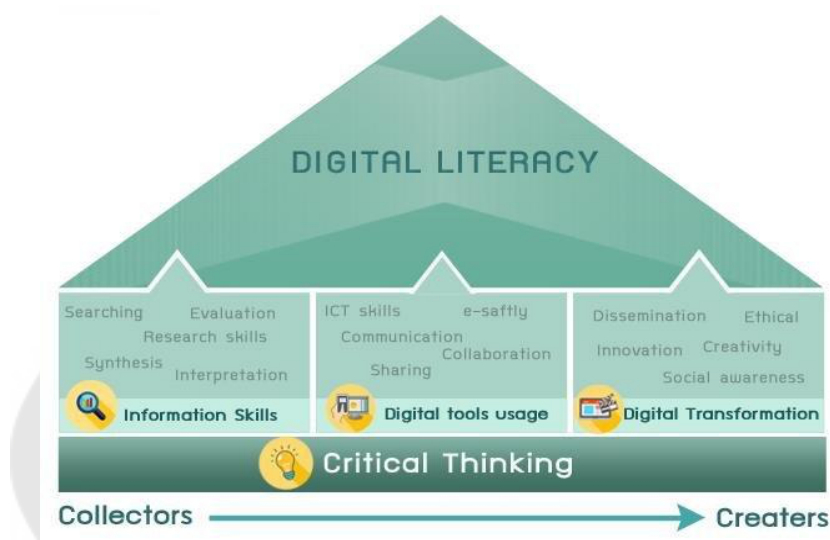 DIGITAL LITERACY
Searching
Evaluation
Research skills
Synthesis
Interpretation
Information Skills
ICT skills
e-saftly
Communication
Collaboration
Sharing
Digital tools usage
Dissemination
Ethical
Innovation
Creativity
Social awareness
Digital Transformation
Critical Thinking
Collectors
Creaters